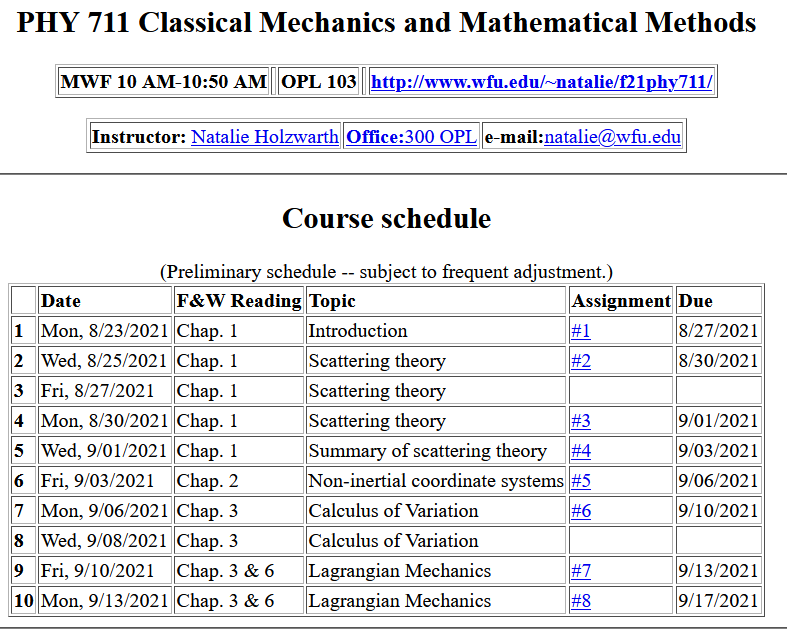 PHY 711 Classical Mechanics and Mathematical Methods
MWF 10 AM-10:50 AM OPL 103 http://www.wfu.edu/~natalie/f21phy711/
Instructor: Natalie Holzwarth Office:300 OPL e-mail:natalie@wfu.edu
Course schedule
(Preliminary schedule -- subject to frequent adjustment.)
Date F&W Reading Topic Assignment Due
1 Mon, 8/23/2021 Chap. 1 Introduction #1 8/27/2021
2 Wed, 8/25/2021 Chap. 1 Scattering theory #2 8/30/2021
3 Fri, 8/27/2021 Chap. 1 Scattering theory
4 Mon, 8/30/2021 Chap. 1 Scattering theory #3 9/01/2021
5 Wed, 9/01/2021 Chap. 1 Summary of scattering theory #4 9/03/2021
6 Fri, 9/03/2021 Chap. 2 Non-inertial coordinate systems #5 9/06/2021
7 Mon, 9/06/2021 Chap. 3 Calculus of Variation #6 9/10/2021
8 Wed, 9/08/2021 Chap. 3 Calculus of Variation
9 Fri, 9/10/2021 Chap. 3 & 6 Lagrangian Mechanics #7 9/13/2021
10 Mon, 9/13/2021 Chap. 3 & 6 Lagrangian Mechanics #8 9/17/2021